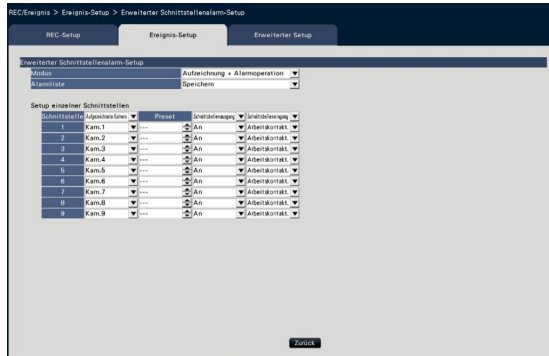 REC/Ereignis > Ereignis-Setup > Erweiterter Schnittstellenalarm-Setup
REC-Setup Ereignis-Setup Erweiterter Setup
Erweiterter Schnittstellenalarm-Setup
Modus Aufzeichnung + Alarmoperation
Alarmliste Speichern
Setup einzelner Schnittstellen
Schnittstelle Aufgezeichnete Kamera Preset Schnittstellenausgang Schnittstelleneingang
1 Kam.1 --- An Arbeitskontakt.
2 Kam.2 --- An Arbeitskontakt.
3 Kam.3 --- An Arbeitskontakt.
4 Kam.4 --- An Arbeitskontakt.
5 Kam.5 --- An Arbeitskontakt.
6 Kam.6 --- An Arbeitskontakt.
7 Kam.7 --- An Arbeitskontakt.
8 Kam.8 --- An Arbeitskontakt.
9 Kam.9 --- An Arbeitskontakt.
Zurück